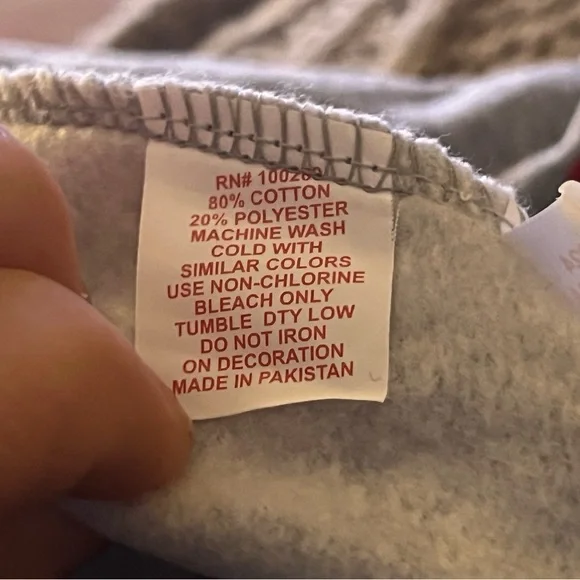 RN#
80% COTTON
20% POLYESTER
MACHINE WASH
COLD WITH
SIMILAR COLORS
USE NON-CHLORINE
BLEACH ONLY
TUMBLE DTY LOW
DO NOT IRON
ON DECORATION
MADE IN PAKISTAN